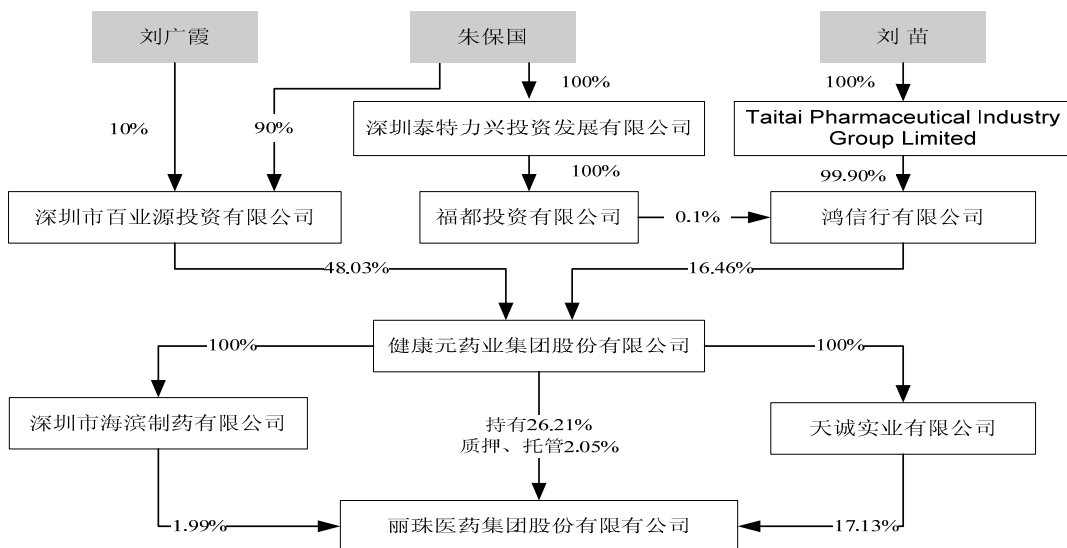 刘广霞
朱保国
刘 苗
100%
100%
10%
90%
深圳泰特力兴投资发展有限公司
Taitai Pharmaceutical Industry
Group Limited
100%
99.90%
深圳市百业源投资有限公司
福都投资有限公司
0.1%
鸿信行有限公司
48.03%
16.46%
健康元药业集团股份有限公司
100%
100%
深圳市海滨制药有限公司
持有26.21%
质押、托管2.05%
天诚实业有限公司
1.99%
丽珠医药集团股份有限有公司
17.13%